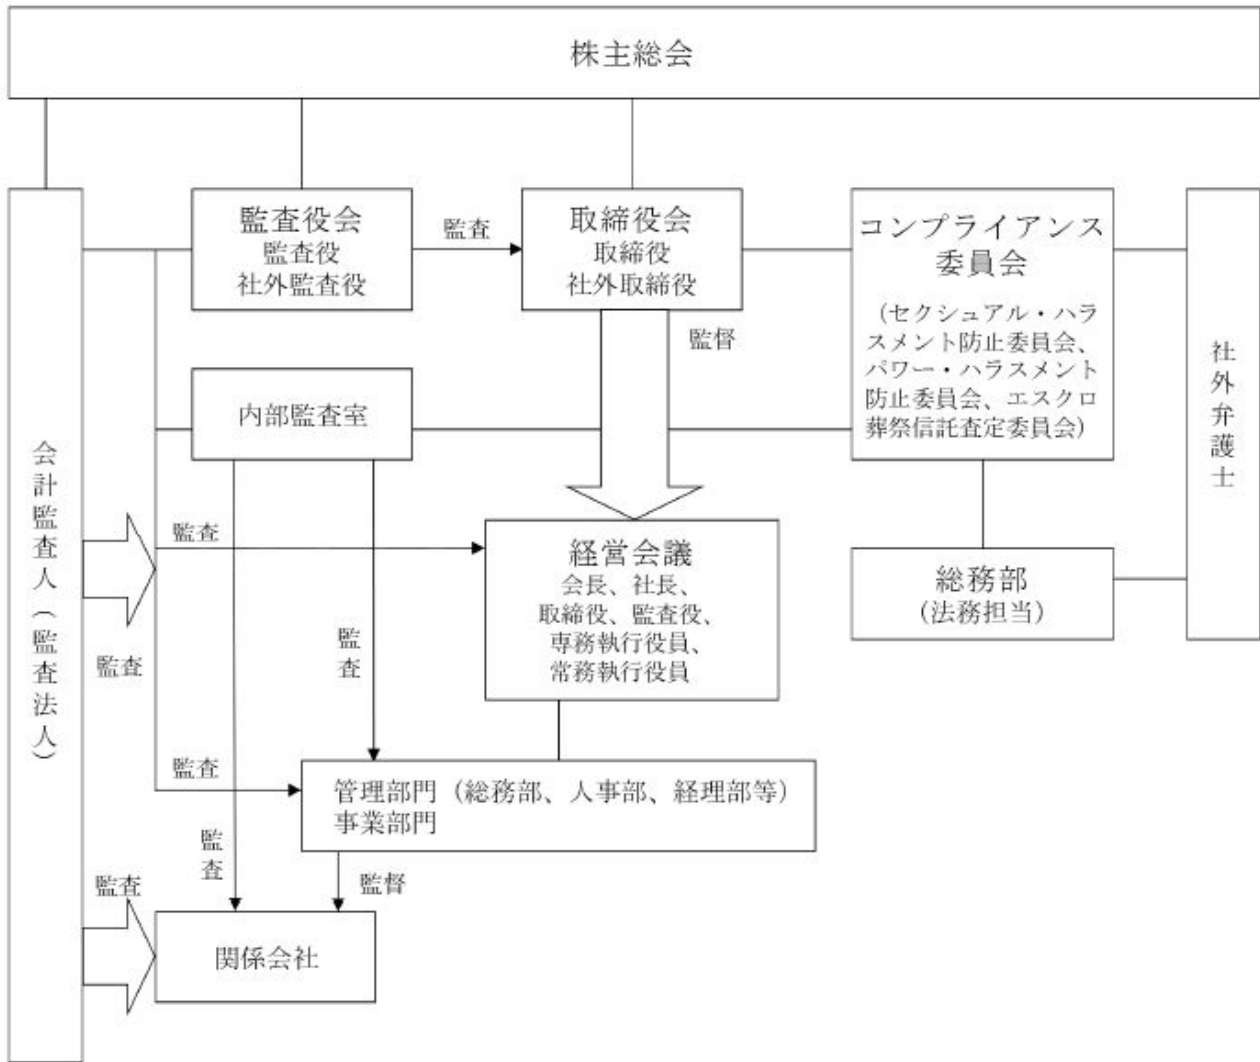 株主総会
監査役会
監査役
社外監査役
監査
取締役会
取締役
社外取締役
監督
コンプライアンス
委員会
（セクシュアル・ハラ
スメント防止委員会、
パワー・ハラスメント
防止委員会、エスクロ
葬祭信託査定委員会）
社外弁護士
内部監査室
会計監査人（監査法人）
監査
監査
経営会議
会長、社長、
取締役、監査役、
専務執行役員、
常務執行役員
総務部
（法務担当）
監査
監査
管理部門（総務部、人事部、経理部等）
事業部門
監査
監査
監督
関係会社